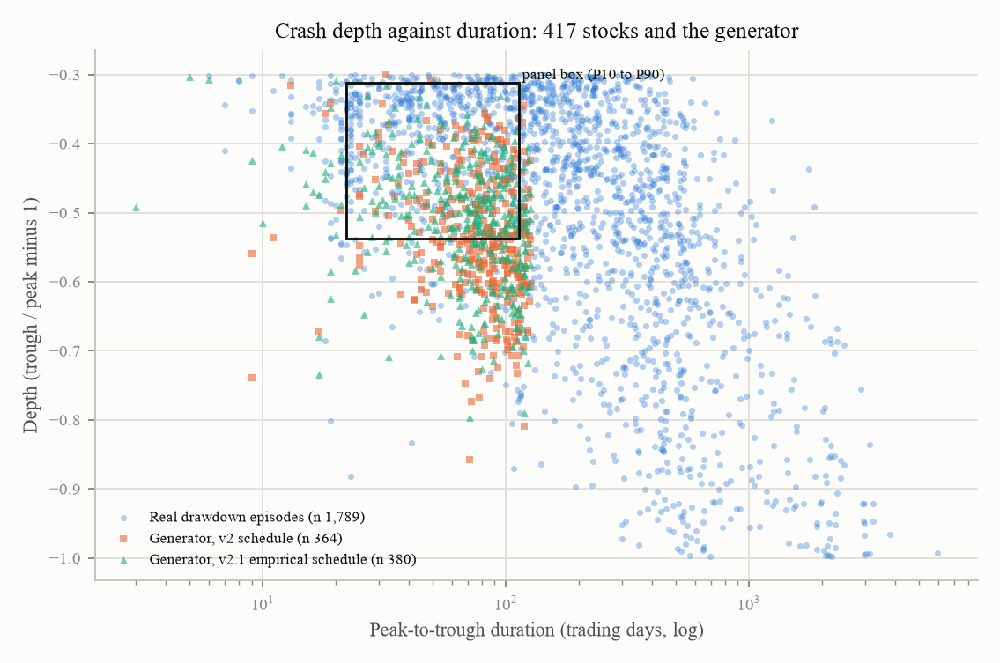 Crash depth against duration: 417 stocks and the generator
panel box (P10 to P90)
−0.3
−0.4
−0.5
−0.6
−0.7
−0.8
−0.9
−1.0
Depth (trough / peak minus 1)
Real drawdown episodes (n 1,789)
Generator, v2 schedule (n 364)
Generator, v2.1 empirical schedule (n 380)
10¹
10²
10³
Peak-to-trough duration (trading days, log)